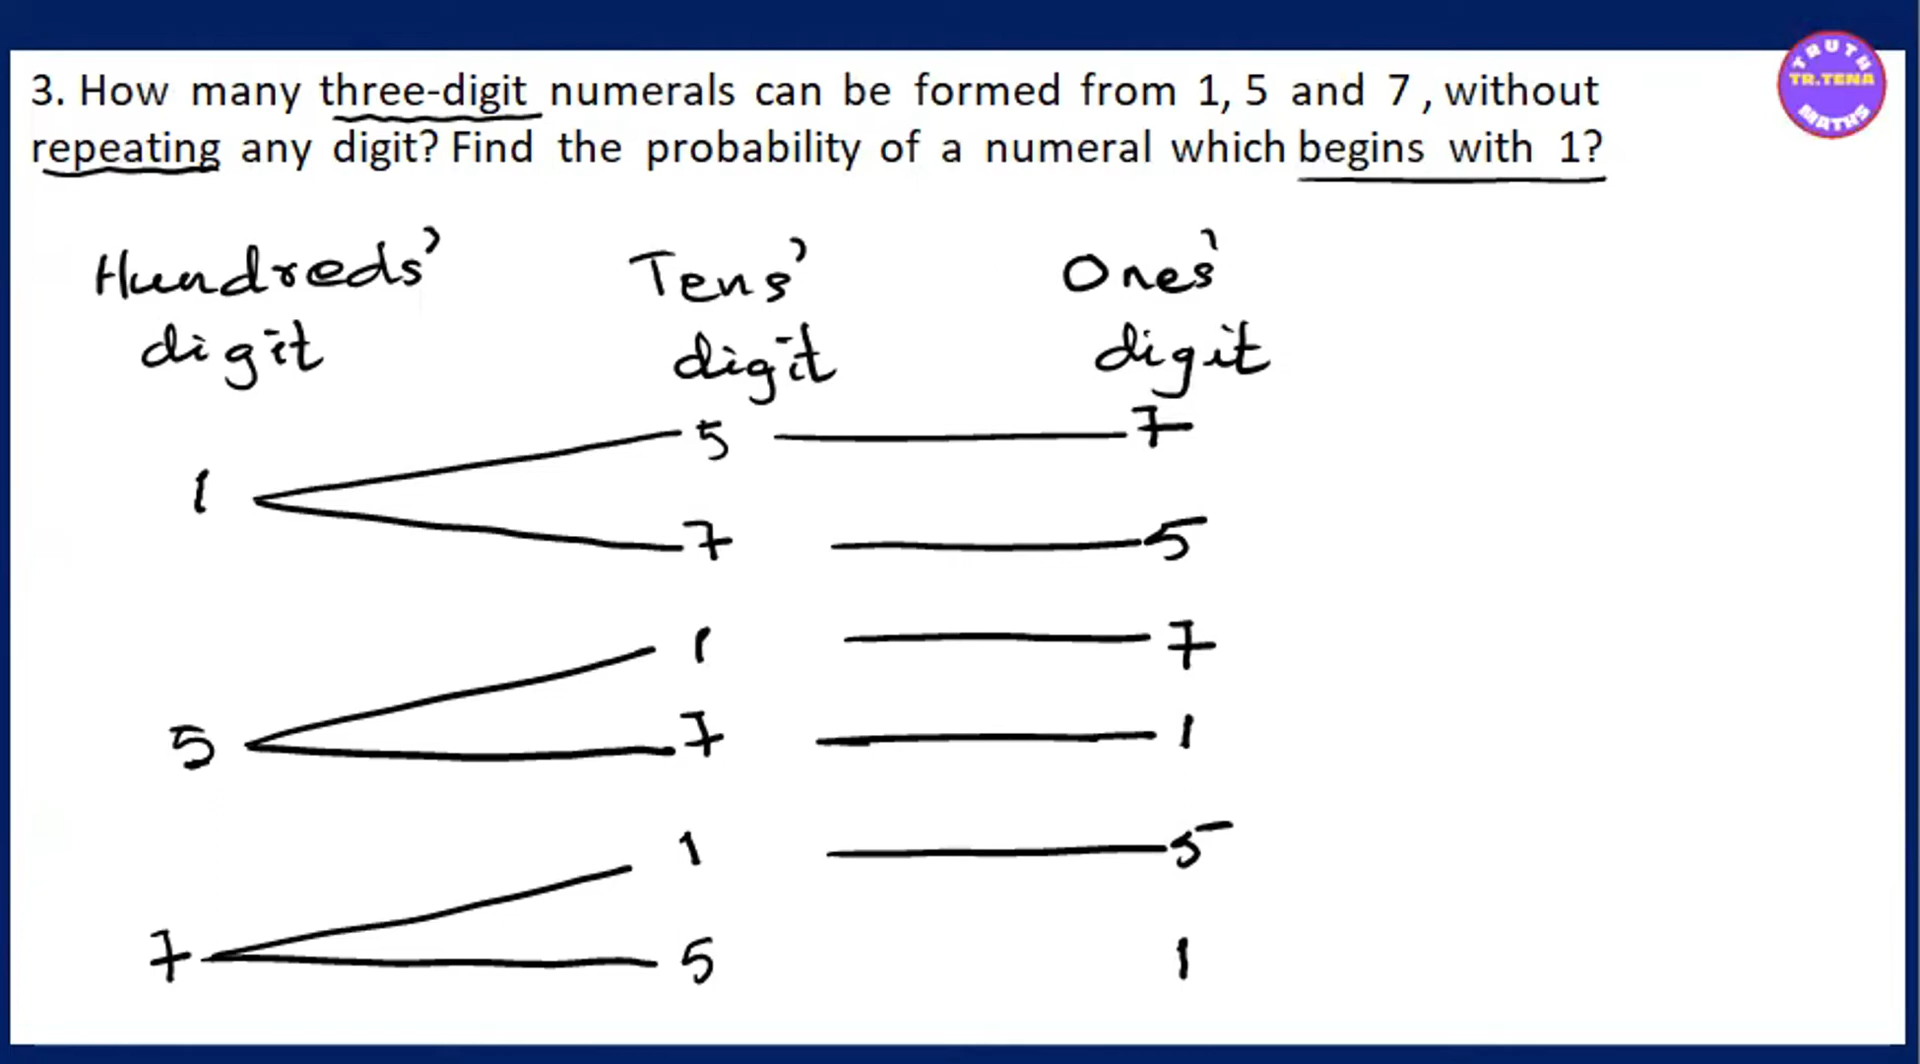 3. How many three-digit numerals can be formed from 1, 5 and 7 , without
repeating any digit? Find the probability of a numeral which begins with 1?
TRUTH
TR.TENA
MATHS
Hundreds' Tens' Ones'
digit digit digit
1 5 7
7 5
5 1 7
7 1
7 1 5
5 1